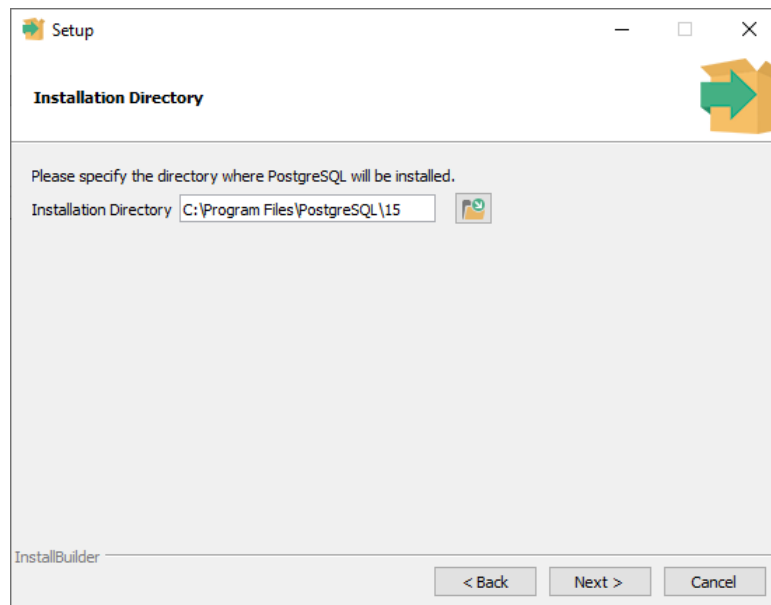 Setup
Installation Directory
Please specify the directory where PostgreSQL will be installed.
Installation Directory C:\Program Files\PostgreSQL\15
InstallBuilder
< Back Next > Cancel